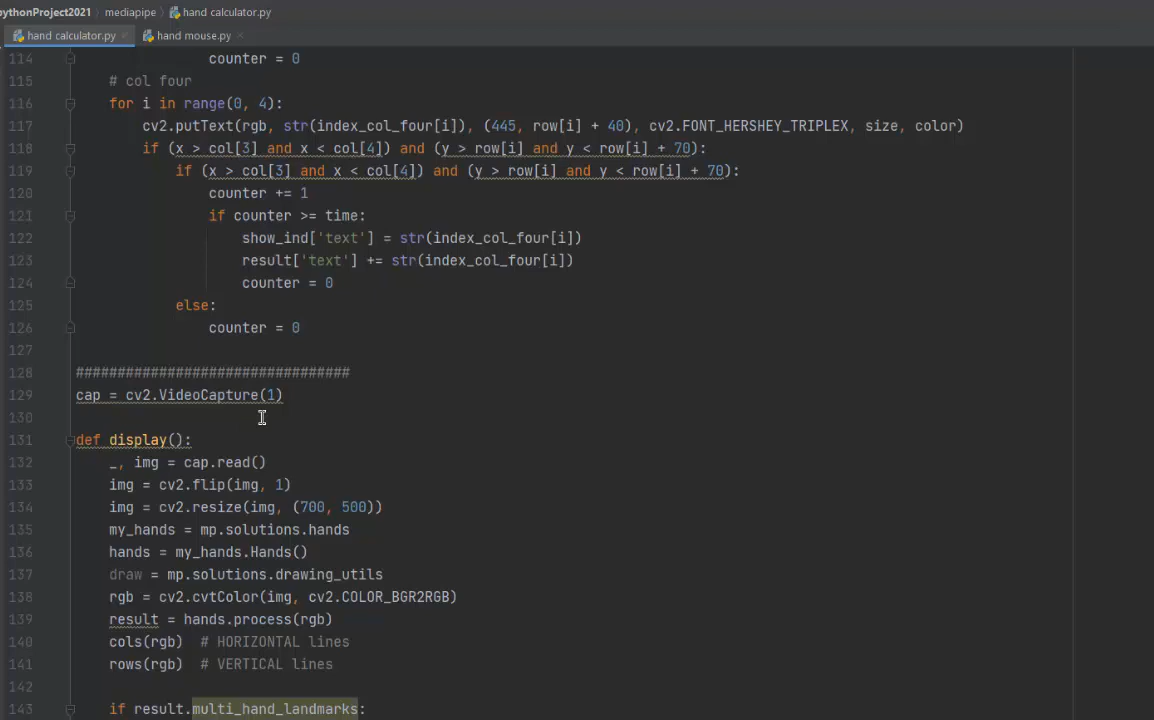 pythonProject2021 mediapipe hand calculator.py
hand calculator.py hand mouse.py
114 counter = 0
115 # col four
116 for i in range(0, 4):
117 cv2.putText(rgb, str(index_col_four[i]), (445, row[i] + 40), cv2.FONT_HERSHEY_TRIPLEX, size, color)
118 if (x > col[3] and x < col[4]) and (y > row[i] and y < row[i] + 70):
119 if (x > col[3] and x < col[4]) and (y > row[i] and y < row[i] + 70):
120 counter += 1
121 if counter >= time:
122 show_ind['text'] = str(index_col_four[i])
123 result['text'] += str(index_col_four[i])
124 counter = 0
125 else:
126 counter = 0
127
128 #################################
129 cap = cv2.VideoCapture(1)
130
131 def display():
132 _, img = cap.read()
133 img = cv2.flip(img, 1)
134 img = cv2.resize(img, (700, 500))
135 my_hands = mp.solutions.hands
136 hands = my_hands.Hands()
137 draw = mp.solutions.drawing_utils
138 rgb = cv2.cvtColor(img, cv2.COLOR_BGR2RGB)
139 result = hands.process(rgb)
140 cols(rgb) # HORIZONTAL lines
141 rows(rgb) # VERTICAL lines
142
143 if result.multi_hand_landmarks: